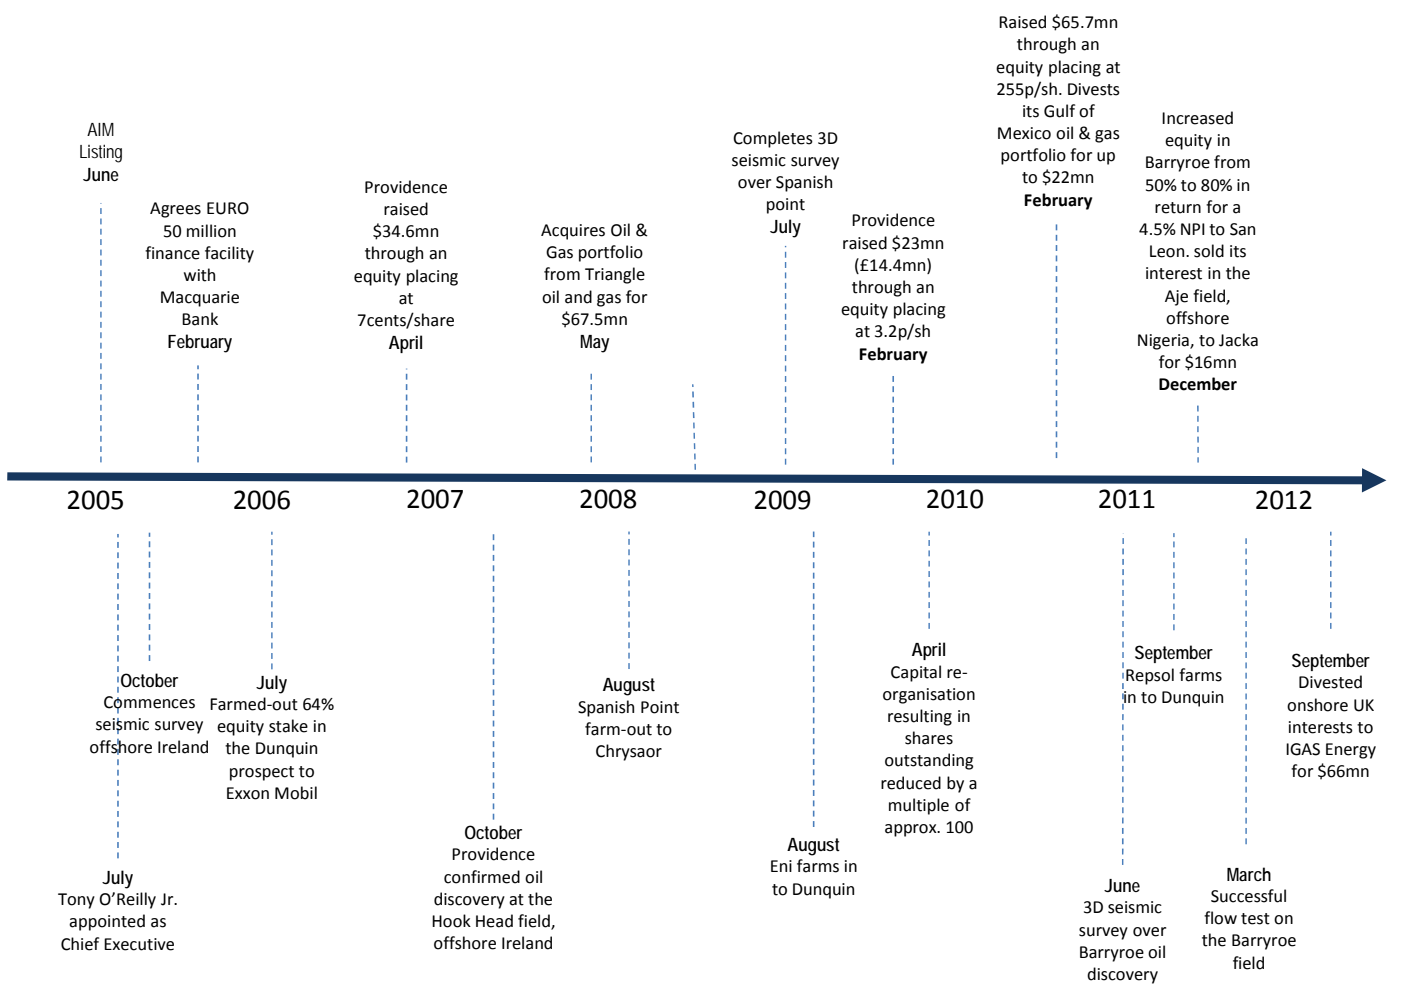 AIM
Listing
June
Agrees EURO
50 million
finance facility
with
Macquarie
Bank
February
Providence
raised
$34.6mn
through an
equity placing
at
7cents/share
April
Acquires Oil &
Gas portfolio
from Triangle
oil and gas for
$67.5mn
May
Completes 3D
seismic survey
over Spanish
point
July
Providence
raised $23mn
(£14.4mn)
through an
equity placing
at 3.2p/sh
February
Raised $65.7mn
through an
equity placing at
255p/sh. Divests
its Gulf of
Mexico oil & gas
portfolio for up
to $22mn
February
Increased
equity in
Barryroe from
50% to 80% in
return for a
4.5% NPI to San
Leon. sold its
interest in the
Aje field,
offshore
Nigeria, to Jacka
for $16mn
December
2005 2006 2007 2008 2009 2010 2011 2012
July
Tony O’Reilly Jr.
appointed as
Chief Executive
October
Commences
seismic survey
offshore Ireland
July
Farmed-out 64%
equity stake in
the Dunquin
prospect to
Exxon Mobil
October
Providence
confirmed oil
discovery at the
Hook Head field,
offshore Ireland
August
Spanish Point
farm-out to
Chrysaor
August
Eni farms in
to Dunquin
April
Capital re-
organisation
resulting in
shares
outstanding
reduced by a
multiple of
approx. 100
June
3D seismic
survey over
Barryroe oil
discovery
September
Repsol farms
in to Dunquin
March
Successful
flow test on
the Barryroe
field
September
Divested
onshore UK
interests to
IGAS Energy
for $66mn